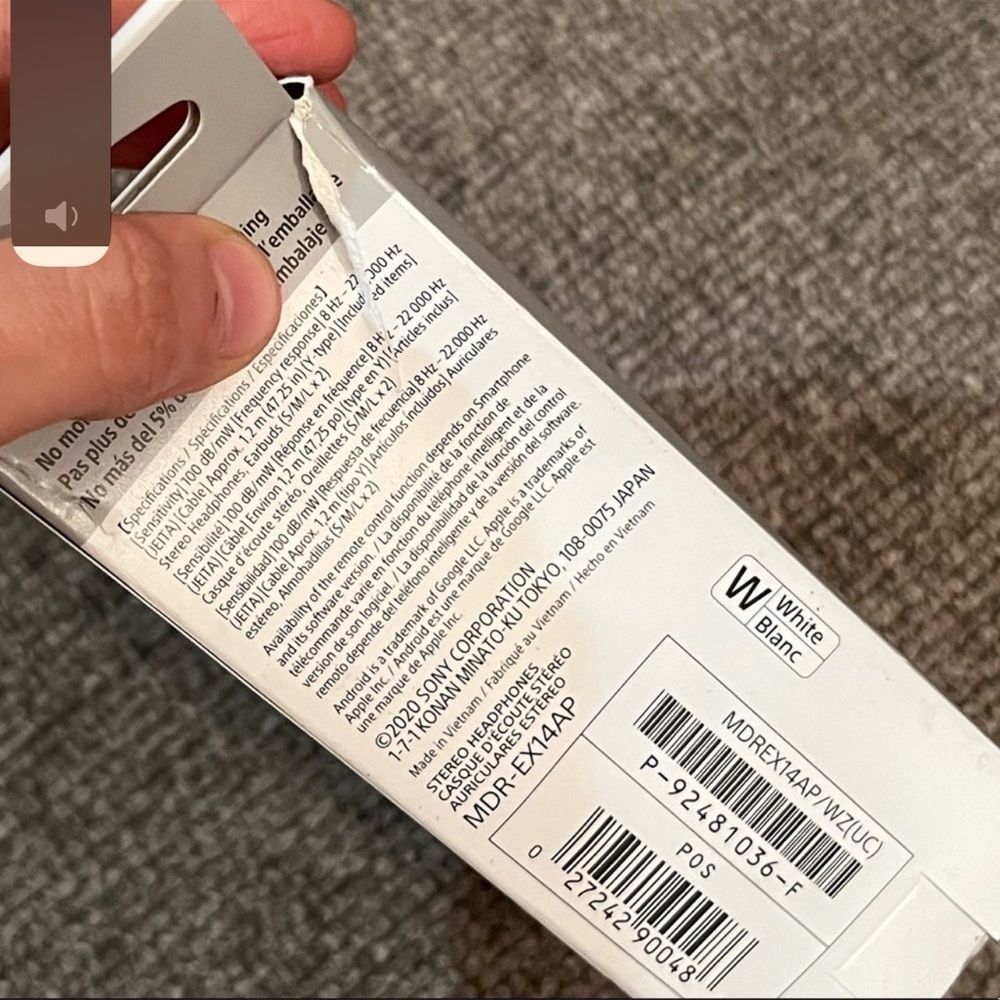 ing
l'emballa e
mbalaje
No mo
Pas plus de
No más del 5% d
[Specifications / Spécifications / Especificaciones]
Sensitivity|100 dB/mW|Frequency response|8 Hz – 22 000 Hz
(JEITA)|Cable|Approx. 1.2 m (47.25 in)(Y-type)|Included items|
Stereo Headphones, Earbuds (S/M/L x 2)
|Sensibilité|100 dB/mW|Réponse en fréquence|8 Hz – 22 000 Hz
(JEITA)|Câble|Environ 1.2 m (47.25 po)(type en Y)|Articles inclus|
Casque d'écoute stéréo, Oreillettes (S/M/L x 2)
|Sensibilidad|100 dB/mW|Respuesta de frecuencia|8 Hz – 22 000 Hz
(JEITA)|Cable|Aprox. 1.2 m (tipo Y)|Artículos incluidos|Auriculares
estéreo, Almohadillas (S/M/L x 2)
Availability of the remote control function depends on Smartphone
and its software version. / La disponibilité de la fonction de
télécommande varie en fonction du téléphone intelligent et de la
version de son logiciel. / La disponibilidad de la función del control
remoto depende del teléfono inteligente y de la versión del software.
Android is a trademark of Google LLC. Apple is a trademarks of
Apple Inc. / Android est une marque de Google LLC. Apple est
une marque de Apple Inc.
©2020 SONY CORPORATION
1-7-1 KONAN MINATO-KU TOKYO, 108-0075 JAPAN
Made in Vietnam / Fabriqué au Vietnam / Hecho en Vietnam
STEREO HEADPHONES
CASQUE D'ÉCOUTE STÉRÉO
AURICULARES ESTÉREO
MDR-EX14AP
W White
Blanc
MDREX14AP/WZ(UC)
P-92481036-F
POS
0 27242 90048